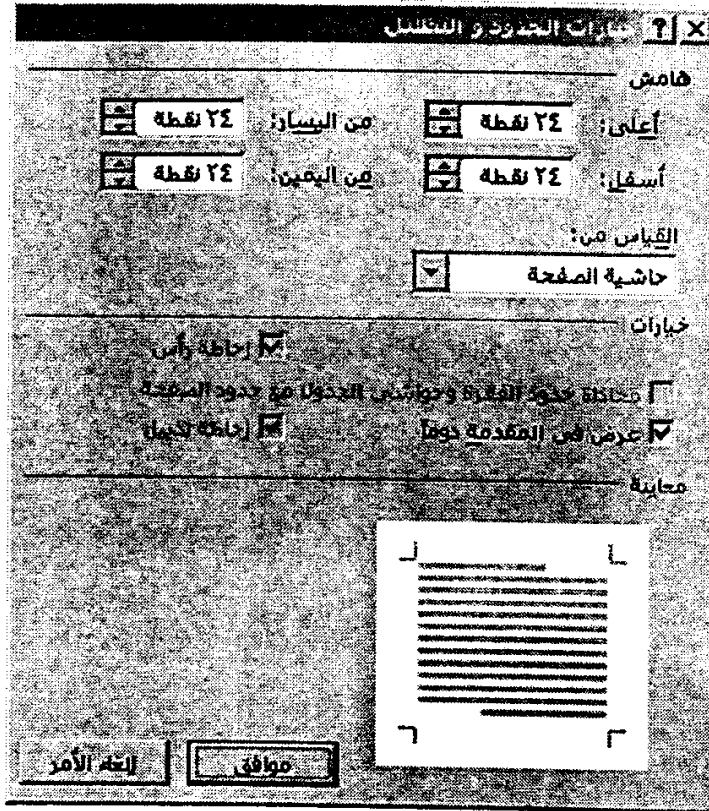 خيارات الحدود و التظليل
هامش
أعلى: ٢٤ نقطة من اليسار: ٢٤ نقطة
أسفل: ٢٤ نقطة من اليمين: ٢٤ نقطة
القياس من:
حاشية الصفحة
خيارات
إحاطة رأس
محاذاة حدود الفقرة وحواشي الجدول مع حدود الصفحة
عرض في المقدمة دوماً إحاطة تذييل
معاينة
موافق إلغاء الأمر